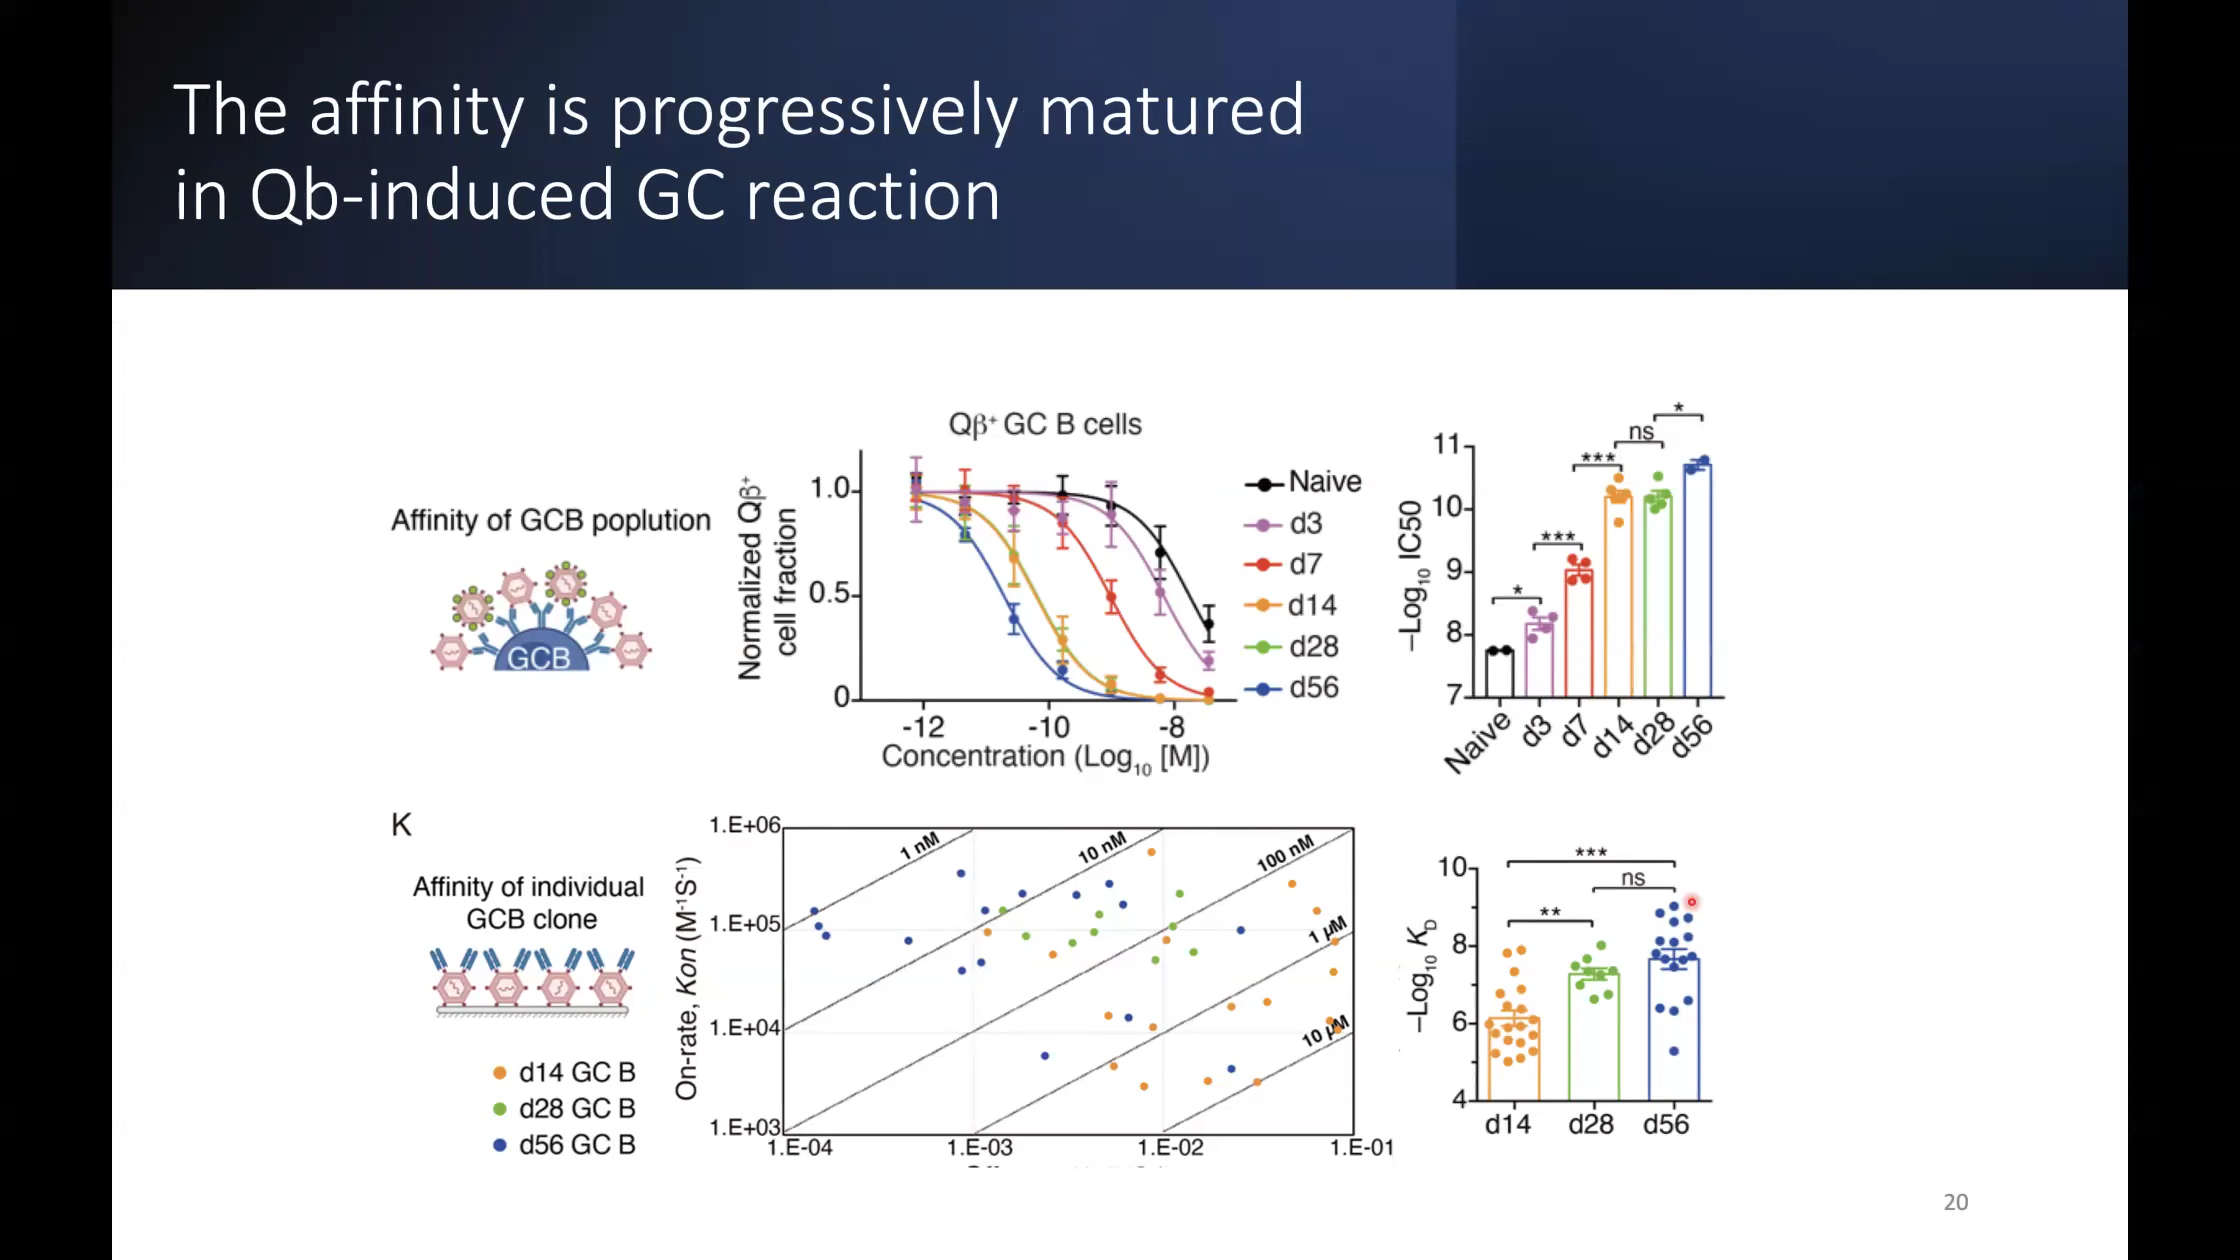 The affinity is progressively matured
in Qb-induced GC reaction
Affinity of GCB poplution
GCB
Qβ⁺ GC B cells
Normalized Qβ⁺
cell fraction
1.0
0.5
0
-12
-10
-8
Concentration (Log₁₀ [M])
Naive
d3
d7
d14
d28
d56
–Log₁₀ IC50
11
10
9
8
7
*
***
***
ns
*
Naive
d3
d7
d14
d28
d56
K
Affinity of individual
GCB clone
d14 GC B
d28 GC B
d56 GC B
On-rate, Kon (M⁻¹S⁻¹)
1.E+06
1.E+05
1.E+04
1.E+03
1 nM
10 nM
100 nM
1 μM
10 μM
1.E-04
1.E-03
1.E-02
1.E-01
–Log₁₀ K_D
10
8
6
4
***
ns
**
d14
d28
d56
20